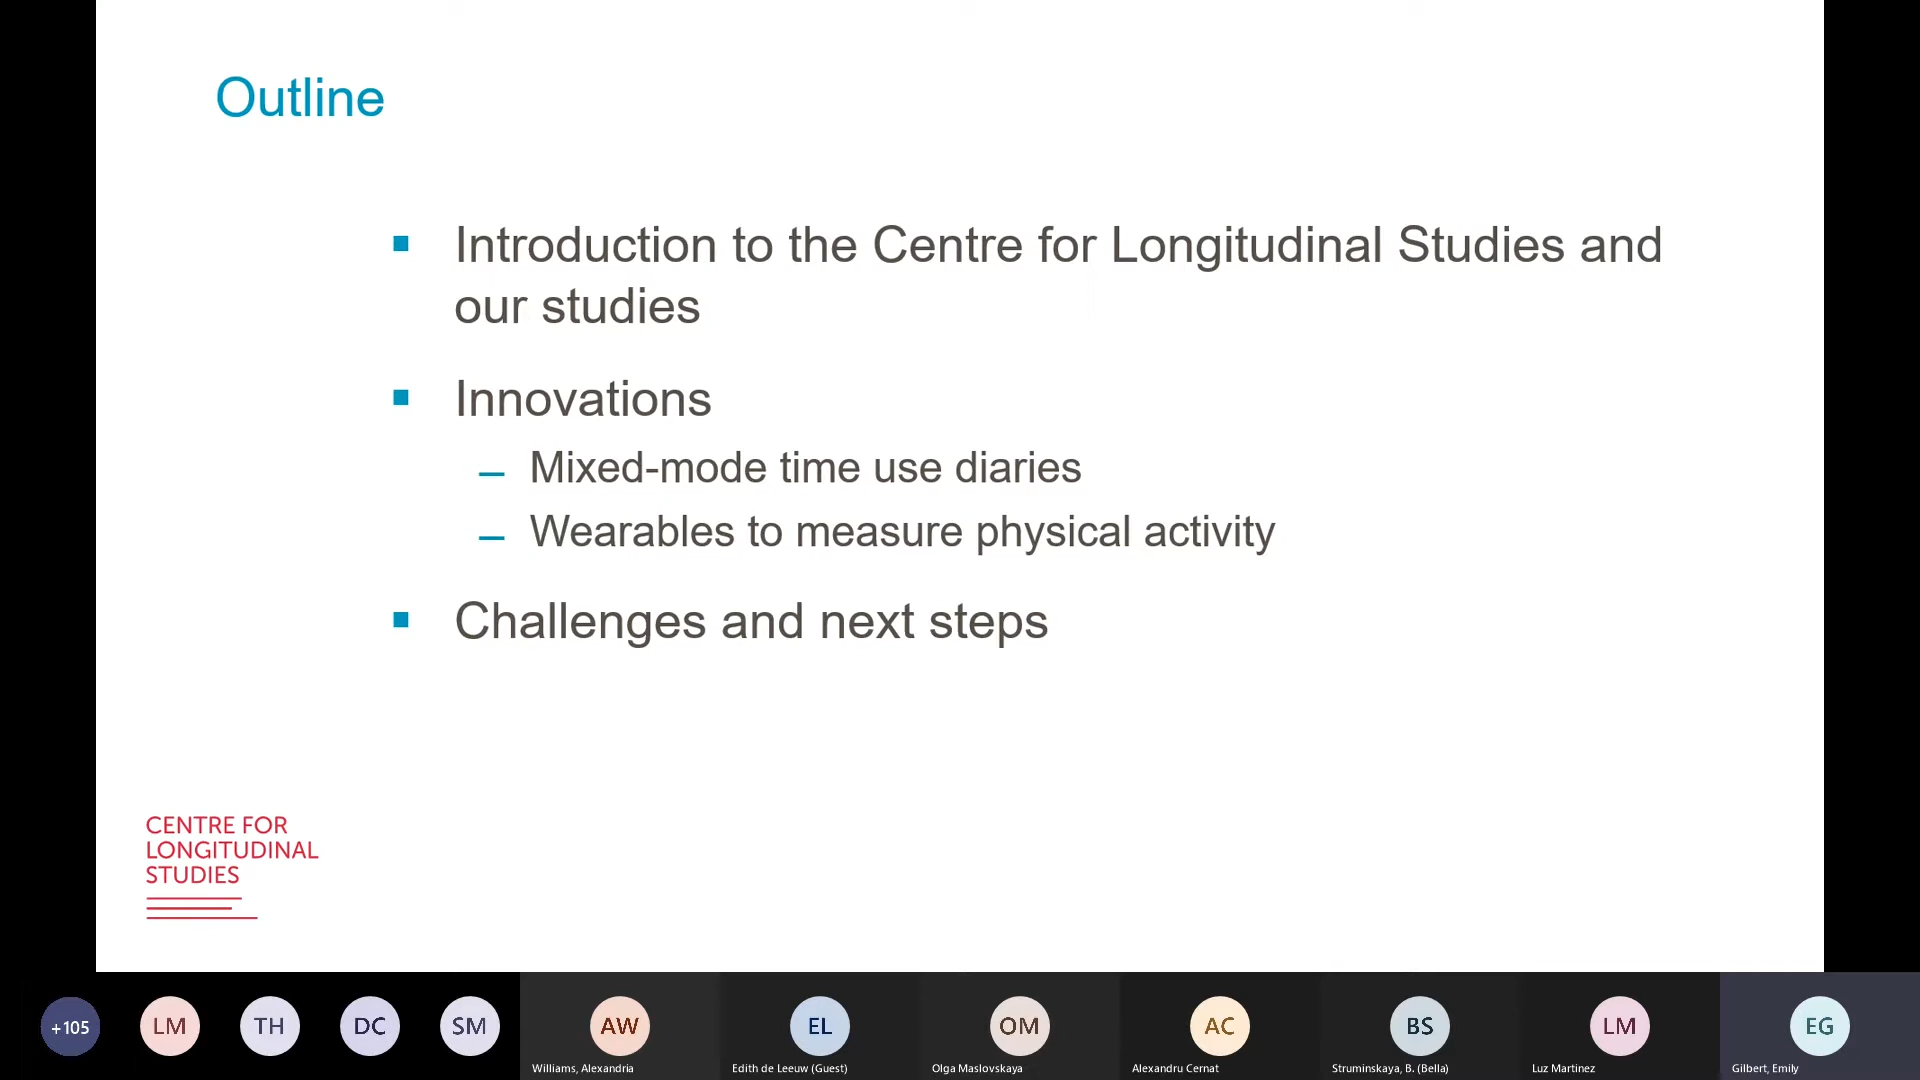 Outline
Introduction to the Centre for Longitudinal Studies and
our studies
Innovations
Mixed-mode time use diaries
Wearables to measure physical activity
Challenges and next steps
CENTRE FOR
LONGITUDINAL
STUDIES
+105
LM
TH
DC
SM
AW
EL
OM
AC
BS
LM
EG
Williams, Alexandria
Edith de Leeuw (Guest)
Olga Maslovskaya
Alexandru Cernat
Struminskaya, B. (Bella)
Luz Martinez
Gilbert, Emily